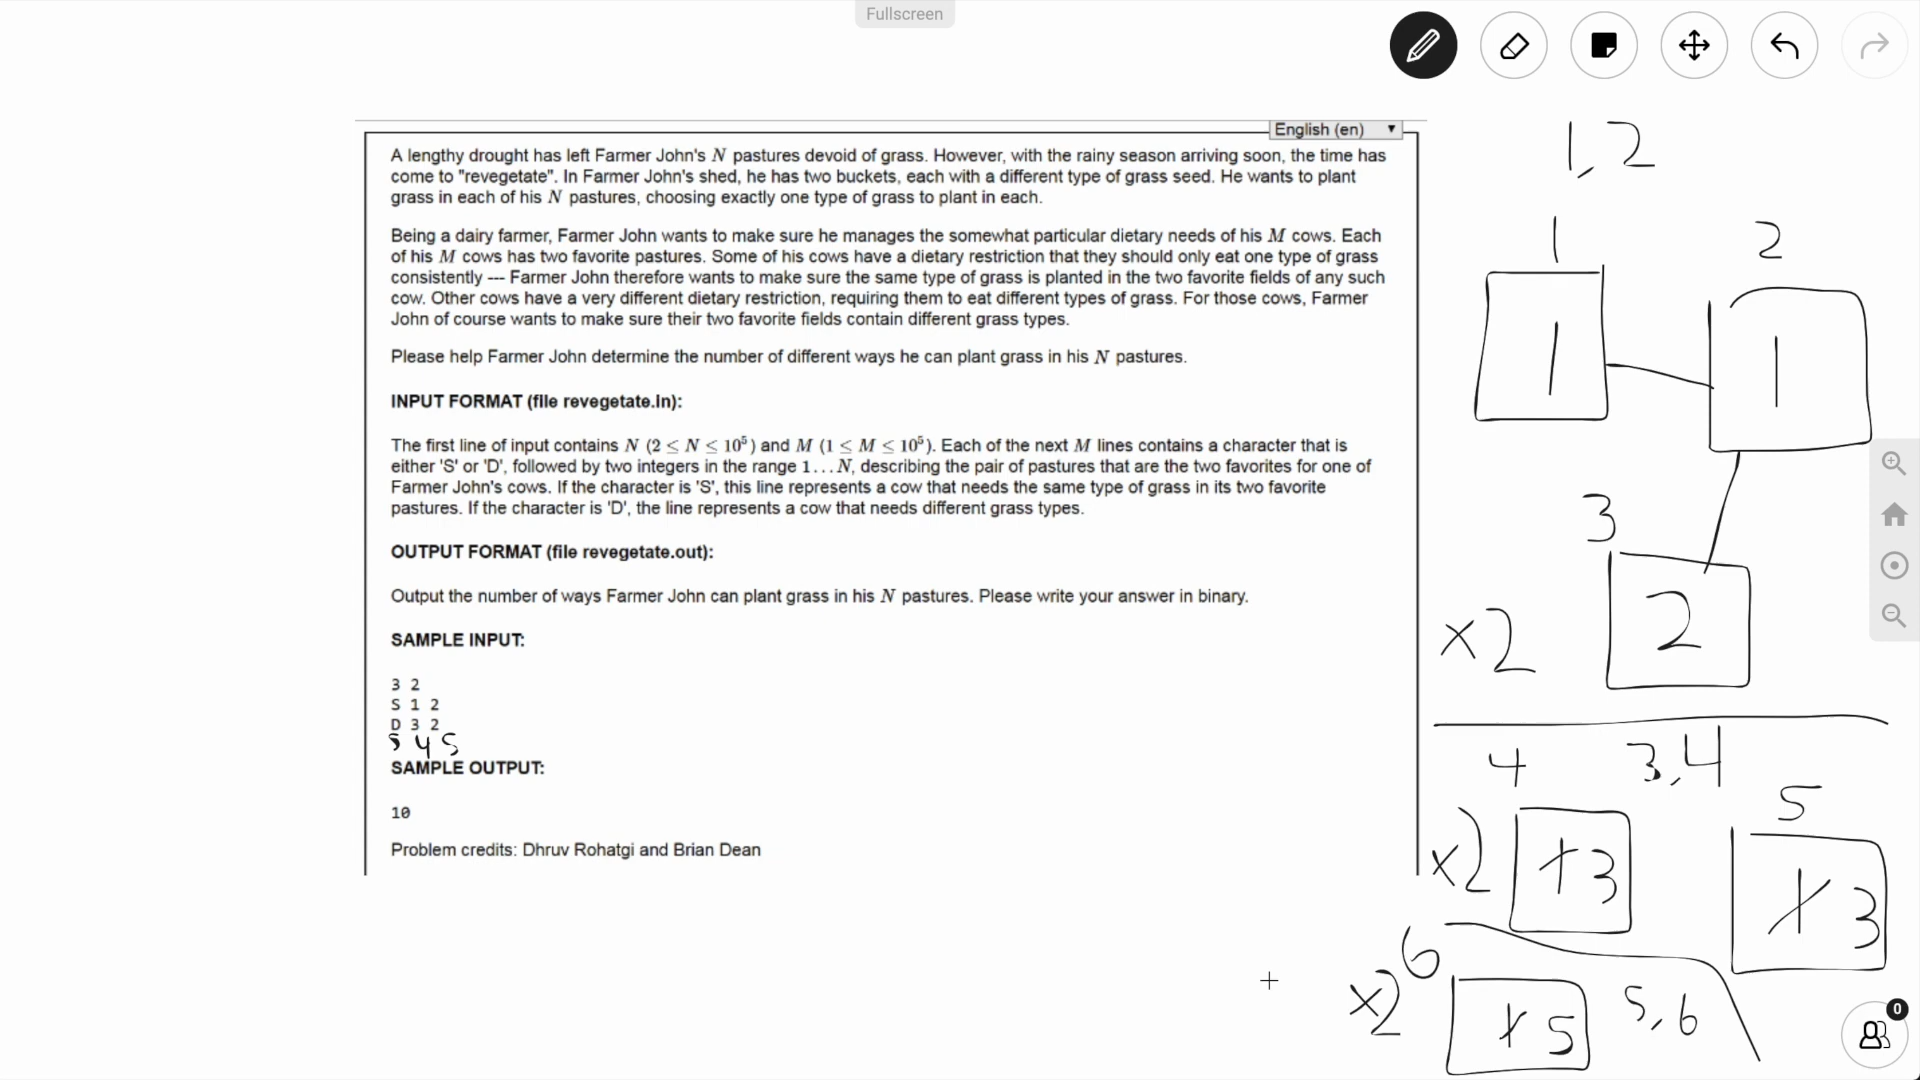 Fullscreen
English (en)
A lengthy drought has left Farmer John's N pastures devoid of grass. However, with the rainy season arriving soon, the time has
come to "revegetate". In Farmer John's shed, he has two buckets, each with a different type of grass seed. He wants to plant
grass in each of his N pastures, choosing exactly one type of grass to plant in each.
Being a dairy farmer, Farmer John wants to make sure he manages the somewhat particular dietary needs of his M cows. Each
of his M cows has two favorite pastures. Some of his cows have a dietary restriction that they should only eat one type of grass
consistently --- Farmer John therefore wants to make sure the same type of grass is planted in the two favorite fields of any such
cow. Other cows have a very different dietary restriction, requiring them to eat different types of grass. For those cows, Farmer
John of course wants to make sure their two favorite fields contain different grass types.
Please help Farmer John determine the number of different ways he can plant grass in his N pastures.
INPUT FORMAT (file revegetate.in):
The first line of input contains N (2 ≤ N ≤ 10⁵) and M (1 ≤ M ≤ 10⁵). Each of the next M lines contains a character that is
either 'S' or 'D', followed by two integers in the range 1…N, describing the pair of pastures that are the two favorites for one of
Farmer John's cows. If the character is 'S', this line represents a cow that needs the same type of grass in its two favorite
pastures. If the character is 'D', the line represents a cow that needs different grass types.
OUTPUT FORMAT (file revegetate.out):
Output the number of ways Farmer John can plant grass in his N pastures. Please write your answer in binary.
SAMPLE INPUT:
3 2
S 1 2
D 3 2
S 4 5
SAMPLE OUTPUT:
10
Problem credits: Dhruv Rohatgi and Brian Dean
1,2
1 2
1 1
3
x2 2
4 3,4 5
x2 3 3
6
x2 5 5,6
0